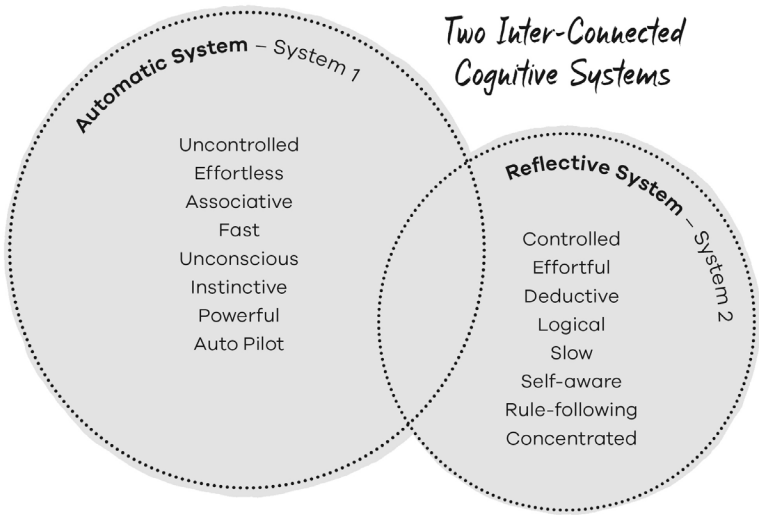 Two Inter-Connected
Cognitive Systems
Automatic System – System 1
Uncontrolled
Effortless
Associative
Fast
Unconscious
Instinctive
Powerful
Auto Pilot
Reflective System – System 2
Controlled
Effortful
Deductive
Logical
Slow
Self-aware
Rule-following
Concentrated